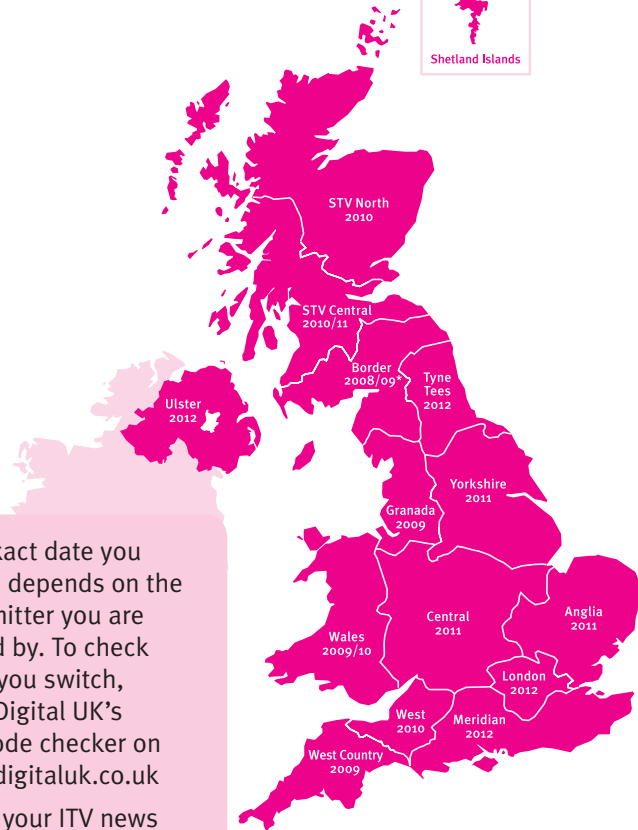 Shetland Islands
STV North
2010
STV Central
2010/11
Border
2008/09*
Tyne
Tees
2012
Ulster
2012
Yorkshire
2011
Granada
2009
Central
2011
Anglia
2011
Wales
2009/10
London
2012
West
2010
Meridian
2012
West Country
2009
xact date you
depends on the
mitter you are
d by. To check
you switch,
Digital UK's
ode checker on
digitaluk.co.uk
your ITV news